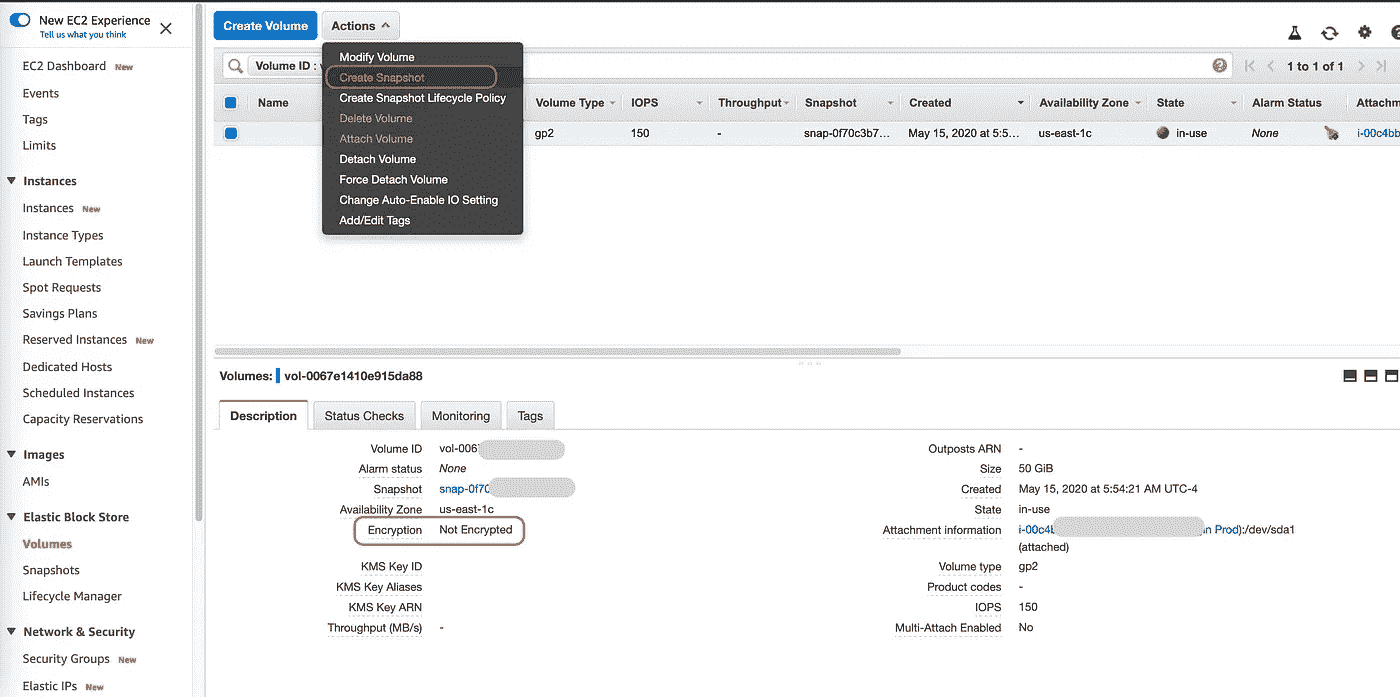 New EC2 Experience
Tell us what you think
EC2 Dashboard New
Events
Tags
Limits
Instances
Instances New
Instance Types
Launch Templates
Spot Requests
Savings Plans
Reserved Instances New
Dedicated Hosts
Scheduled Instances
Capacity Reservations
Images
AMIs
Elastic Block Store
Volumes
Snapshots
Lifecycle Manager
Network & Security
Security Groups New
Elastic IPs New
Create Volume Actions
Volume ID : 1 to 1 of 1
Modify Volume
Create Snapshot
Create Snapshot Lifecycle Policy
Delete Volume
Attach Volume
Detach Volume
Force Detach Volume
Change Auto-Enable IO Setting
Add/Edit Tags
Name Volume Type IOPS Throughput Snapshot Created Availability Zone State Alarm Status Attachm
gp2 150 - snap-0f70c3b7... May 15, 2020 at 5:5... us-east-1c in-use None i-00c4bb
Volumes: vol-0067e1410e915da88
Description Status Checks Monitoring Tags
Volume ID vol-006
Alarm status None
Snapshot snap-0f70
Availability Zone us-east-1c
Encryption Not Encrypted
KMS Key ID
KMS Key Aliases
KMS Key ARN
Throughput (MB/s) -
Outposts ARN -
Size 50 GiB
Created May 15, 2020 at 5:54:21 AM UTC-4
State in-use
Attachment information i-00c4 in Prod):/dev/sda1
(attached)
Volume type gp2
Product codes -
IOPS 150
Multi-Attach Enabled No